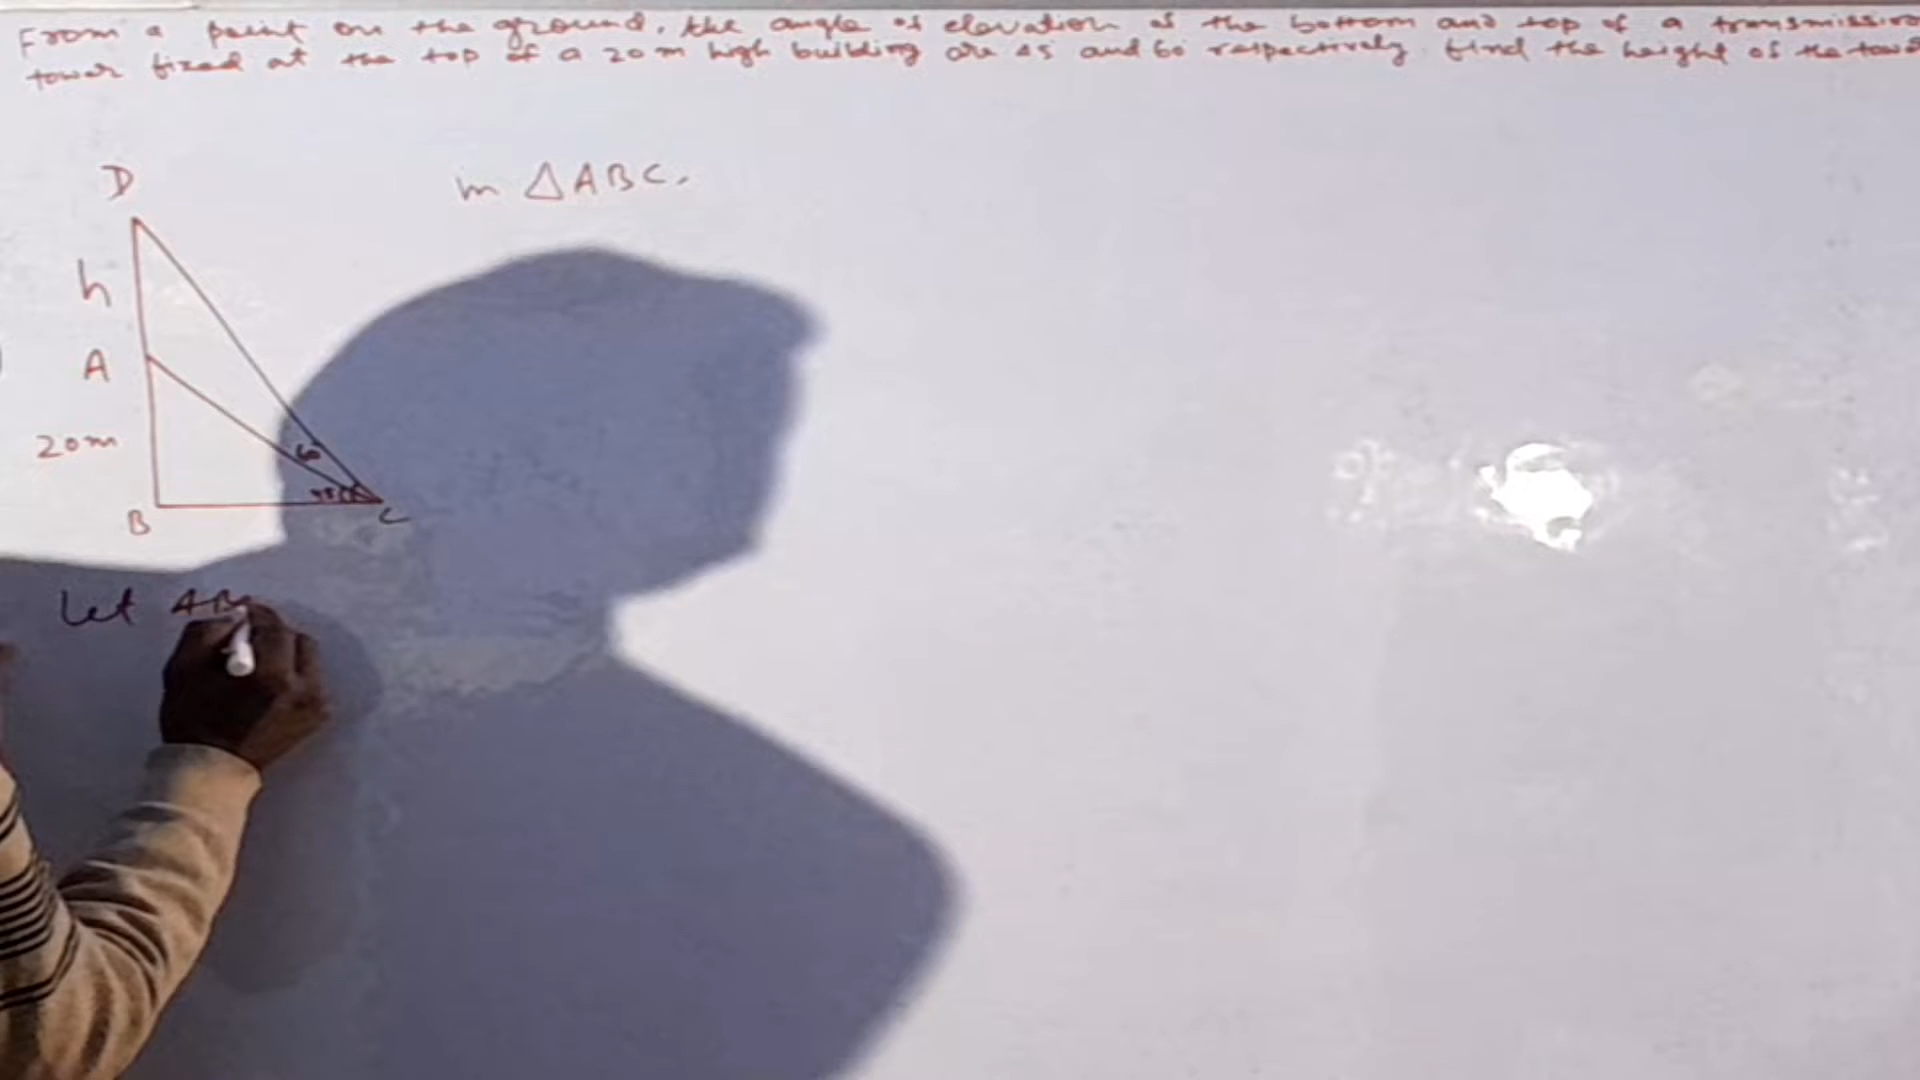 From a point on the ground, the angle of elevation of the bottom and top of a transmission
tower fixed at the top of a 20 m high building are 45 and 60 respectively find the height of the tower
D
in △ABC,
h
A
60
20m
45
B
C
Let AB